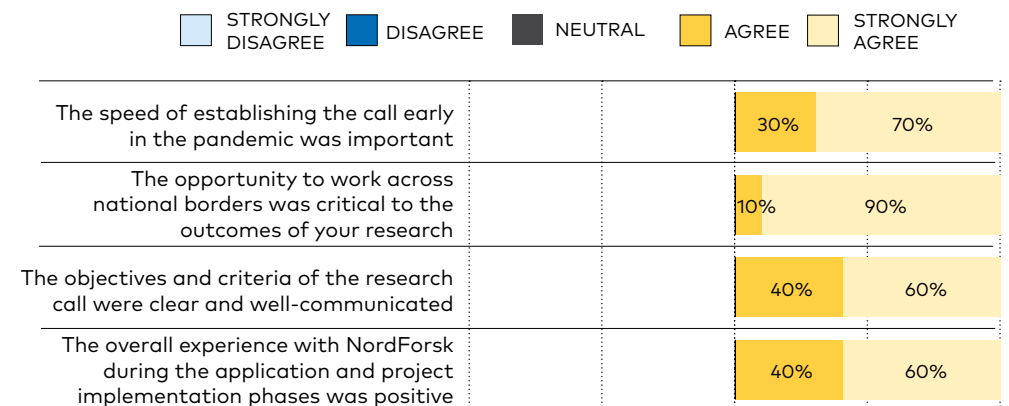 STRONGLY
DISAGREE
DISAGREE
NEUTRAL
AGREE
STRONGLY
AGREE
The speed of establishing the call early
in the pandemic was important
30%
70%
The opportunity to work across
national borders was critical to the
outcomes of your research
10%
90%
The objectives and criteria of the research
call were clear and well-communicated
40%
60%
The overall experience with NordForsk
during the application and project
implementation phases was positive
40%
60%